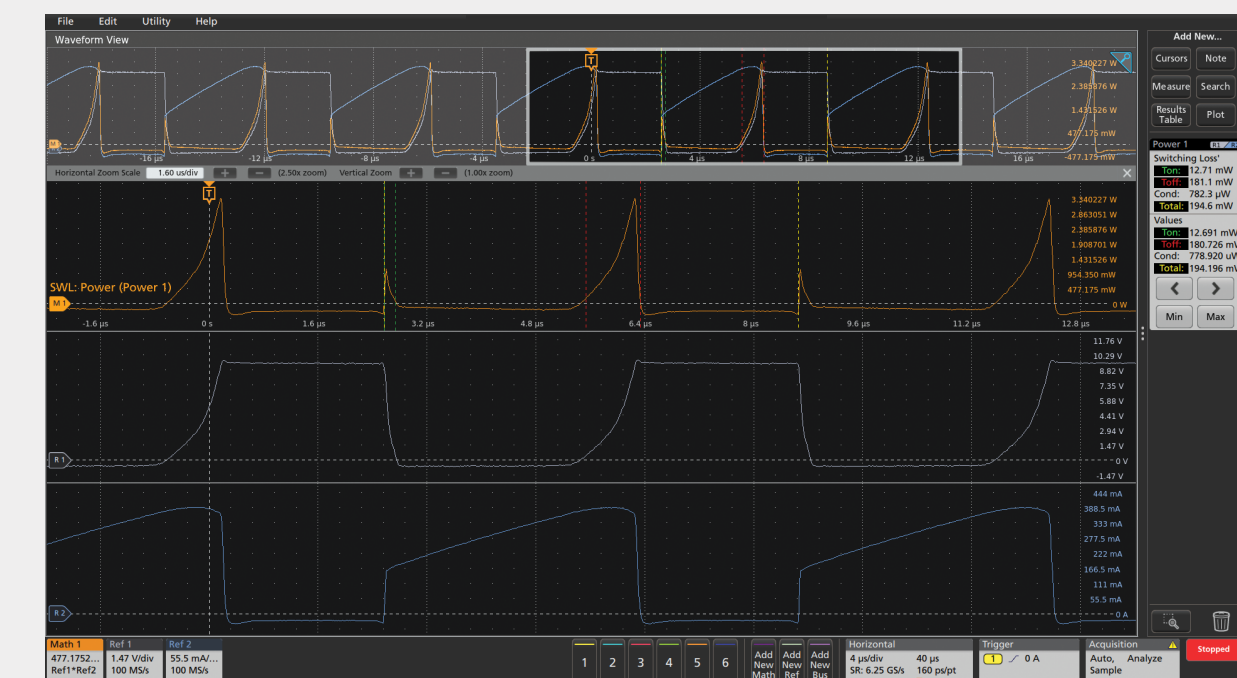 File Edit Utility Help
Waveform View
Add New...
Cursors Note
Measure Search
Results Table Plot
T
3.340227 W
2.385876 W
1.431526 W
477.175 mW
-477.175 mW
M
-16 µs -12 µs -8 µs -4 µs 0 s 4 µs 8 µs 12 µs 16 µs
Horizontal Zoom Scale 1.60 us/div + − (2.50x zoom) Vertical Zoom + − (1.00x zoom)
T
3.340227 W
2.863051 W
2.385876 W
1.908701 W
1.431526 W
954.350 mW
477.175 mW
0 W
SWL: Power (Power 1)
M 1
-1.6 µs 0 s 1.6 µs 3.2 µs 4.8 µs 6.4 µs 8 µs 9.6 µs 11.2 µs 12.8 µs
11.76 V
10.29 V
8.82 V
7.35 V
5.88 V
4.41 V
2.94 V
1.47 V
0 V
-1.47 V
R 1
444 mA
388.5 mA
333 mA
277.5 mA
222 mA
166.5 mA
111 mA
55.5 mA
0 A
R 2
Power 1
Switching Loss'
Ton: 12.71 mW
Toff: 181.1 mW
Cond: 782.3 µW
Total: 194.6 mW
Values
Ton: 12.691 mW
Toff: 180.726 mW
Cond: 778.920 uW
Total: 194.196 mW
Min Max
Math 1
477.1752...
Ref1*Ref2
Ref 1
1.47 V/div
100 MS/s
Ref 2
55.5 mA/...
100 MS/s
1 2 3 4 5 6
Add New Math
Add New Ref
Add New Bus
Horizontal
4 µs/div 40 µs
SR: 6.25 GS/s 160 ps/pt
Trigger
1 0 A
Acquisition
Auto, Analyze
Sample
Stopped